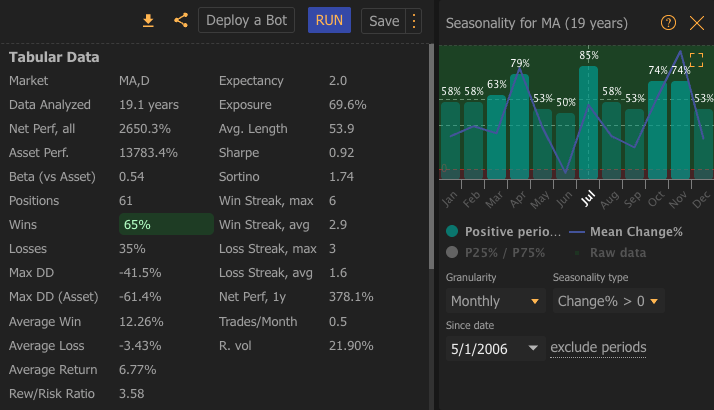 Deploy a Bot RUN Save
Tabular Data
Market MA,D Expectancy 2.0
Data Analyzed 19.1 years Exposure 69.6%
Net Perf, all 2650.3% Avg. Length 53.9
Asset Perf. 13783.4% Sharpe 0.92
Beta (vs Asset) 0.54 Sortino 1.74
Positions 61 Win Streak, max 6
Wins 65% Win Streak, avg 2.9
Losses 35% Loss Streak, max 3
Max DD -41.5% Loss Streak, avg 1.6
Max DD (Asset) -61.4% Net Perf, 1y 378.1%
Average Win 12.26% Trades/Month 0.5
Average Loss -3.43% R. vol 21.90%
Average Return 6.77%
Rew/Risk Ratio 3.58
Seasonality for MA (19 years)
58% 58% 63% 79% 53% 50% 85% 58% 53% 74% 74% 53%
0
Jan Feb Mar Apr May Jun Jul Aug Sep Oct Nov Dec
Positive perio... Mean Change%
P25% / P75% Raw data
Granularity Seasonality type
Monthly Change% > 0
Since date
5/1/2006 exclude periods